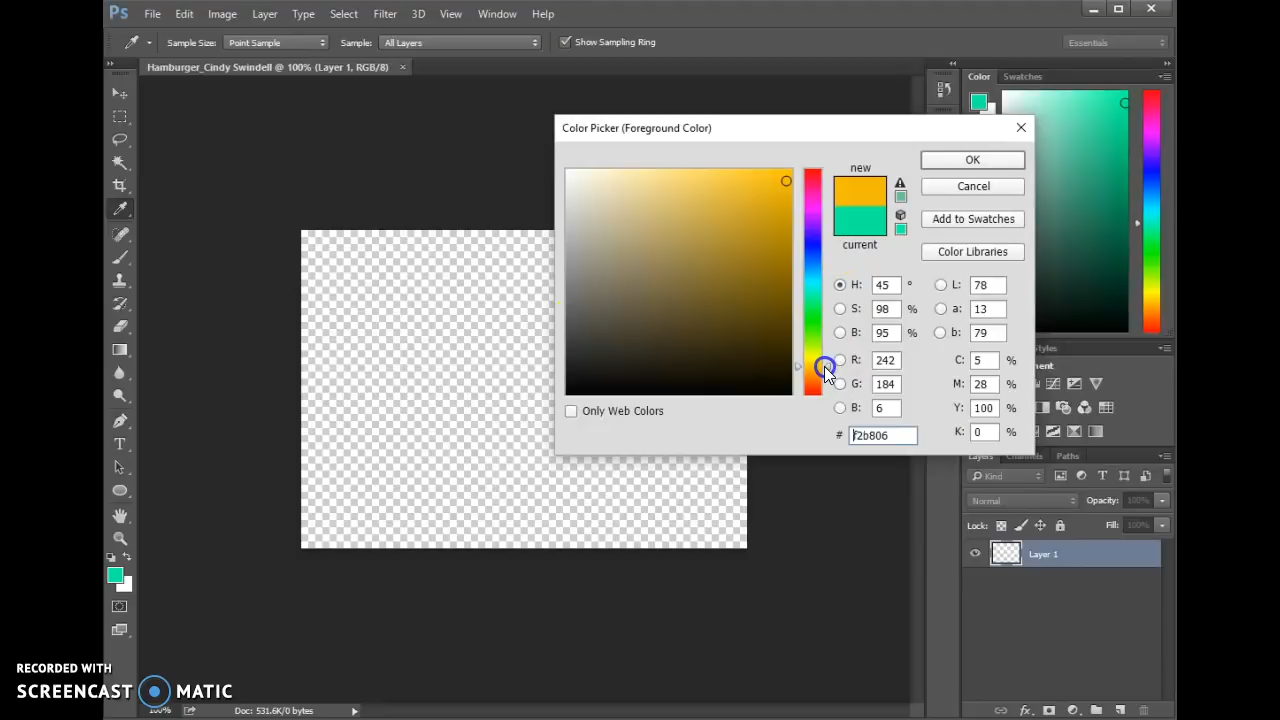 Ps File Edit Image Layer Type Select Filter 3D View Window Help
Sample Size: Point Sample Sample: All Layers Show Sampling Ring Essentials
Hamburger_Cindy Swindell @ 100% (Layer 1, RGB/8) ×
Color Swatches
Color Picker (Foreground Color)
new
current
OK
Cancel
Add to Swatches
Color Libraries
H: 45 °
S: 98 %
B: 95 %
R: 242
G: 184
B: 6
# f2b806
L: 78
a: 13
b: 79
C: 5 %
M: 28 %
Y: 100 %
K: 0 %
Only Web Colors
Styles
Layers Channels Paths
Kind
Normal Opacity: 100%
Lock: Fill: 100%
Layer 1
fx
T
RECORDED WITH
SCREENCAST MATIC
100% Doc: 531.6K/0 bytes